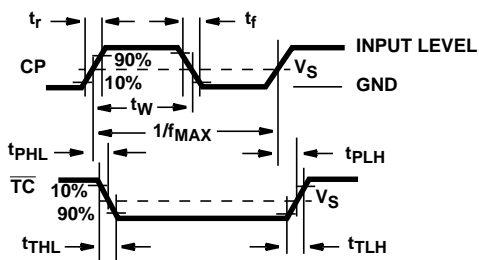 tr
tf
INPUT LEVEL
CP
90%
10%
VS
GND
tW
1/fMAX
tPHL
tPLH
TC
10%
90%
VS
tTHL
tTLH